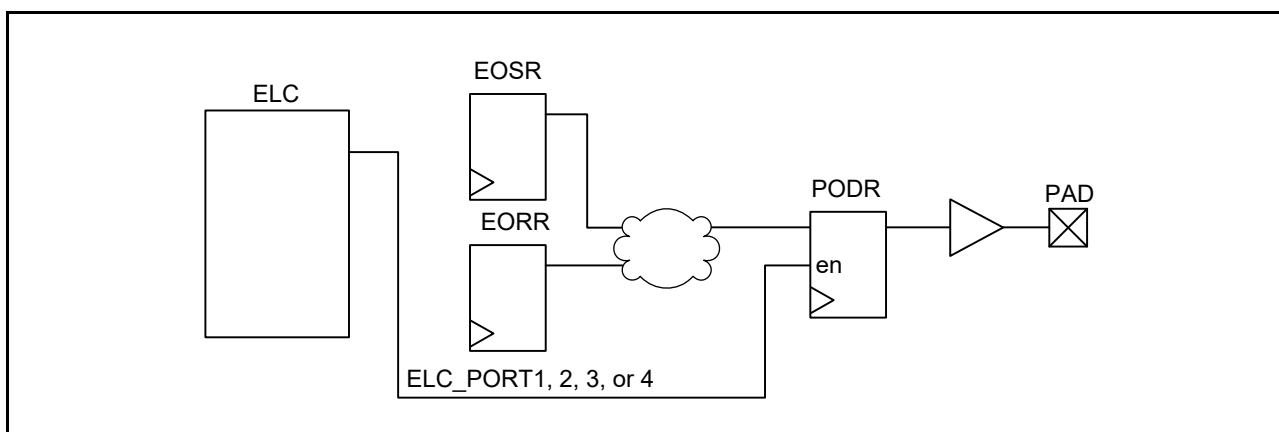 ELC
EOSR
EORR
PODR
PAD
en
ELC_PORT1, 2, 3, or 4